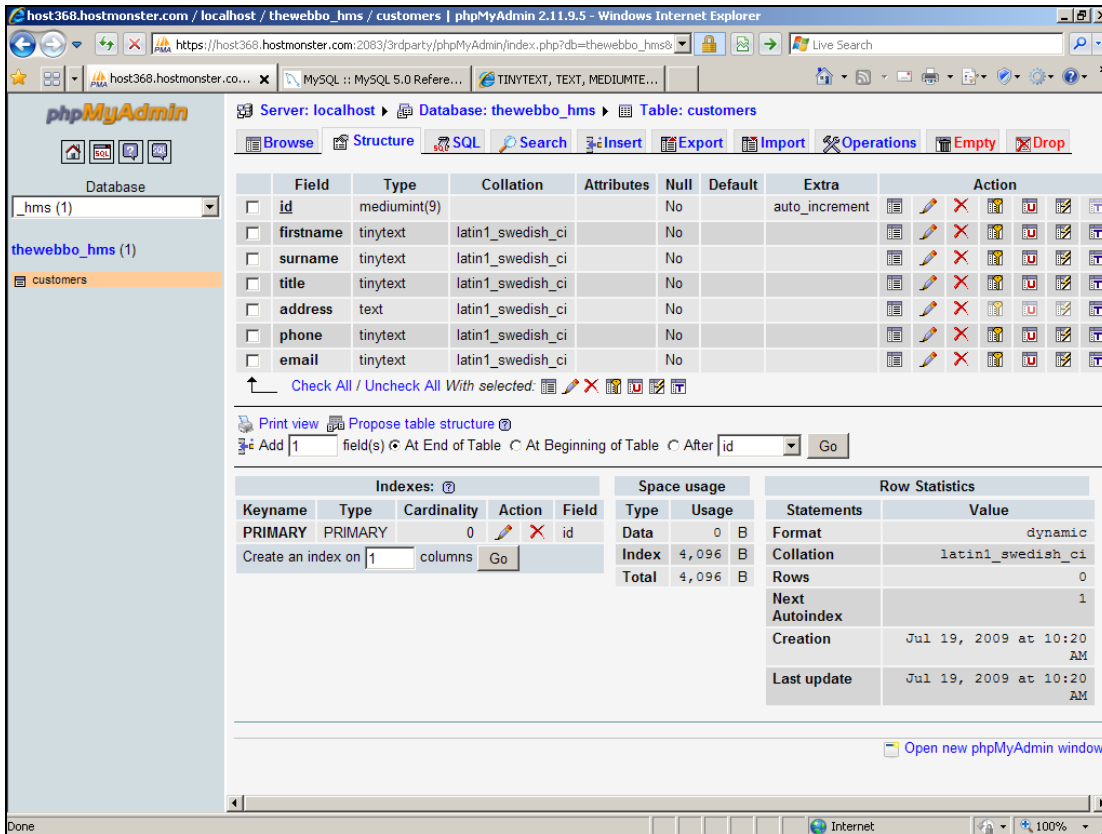 host368.hostmonster.com / localhost / thewebbo_hms / customers | phpMyAdmin 2.11.9.5 - Windows Internet Explorer
PMA https://host368.hostmonster.com:2083/3rdparty/phpMyAdmin/index.php?db=thewebbo_hms& Live Search
host368.hostmonster.co... MySQL :: MySQL 5.0 Refere... TINYTEXT, TEXT, MEDIUMTE...
phpMyAdmin
SQL
Database
_hms (1)
thewebbo_hms (1)
customers
Server: localhost Database: thewebbo_hms Table: customers
Browse Structure SQL Search Insert Export Import Operations Empty Drop
Field Type Collation Attributes Null Default Extra Action
id mediumint(9) No auto_increment
firstname tinytext latin1_swedish_ci No
surname tinytext latin1_swedish_ci No
title tinytext latin1_swedish_ci No
address text latin1_swedish_ci No
phone tinytext latin1_swedish_ci No
email tinytext latin1_swedish_ci No
Check All / Uncheck All With selected:
Print view Propose table structure
Add 1 field(s) At End of Table At Beginning of Table After id Go
Indexes:
Keyname Type Cardinality Action Field
PRIMARY PRIMARY 0 id
Create an index on 1 columns Go
Space usage
Type Usage
Data 0 B
Index 4,096 B
Total 4,096 B
Row Statistics
Statements Value
Format dynamic
Collation latin1_swedish_ci
Rows 0
Next Autoindex 1
Creation Jul 19, 2009 at 10:20 AM
Last update Jul 19, 2009 at 10:20 AM
Open new phpMyAdmin window
Done Internet 100%